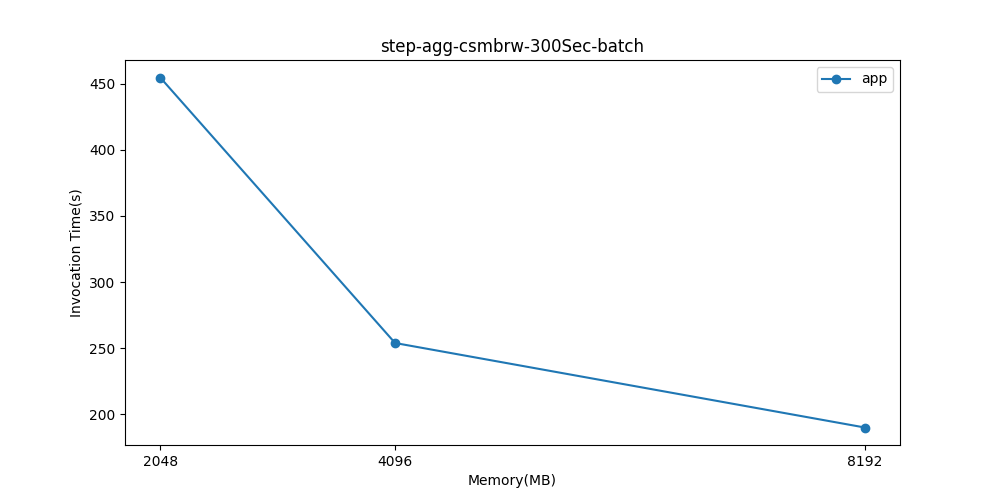 step-agg-csmbrw-300Sec-batch
app
450
400
350
300
250
200
Invocation Time(s)
2048
4096
8192
Memory(MB)